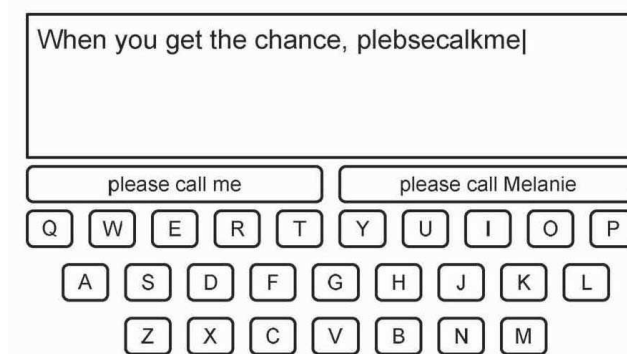 When you get the chance, plebsecalkme|
please call me please call Melanie
Q W E R T Y U I O P
A S D F G H J K L
Z X C V B N M